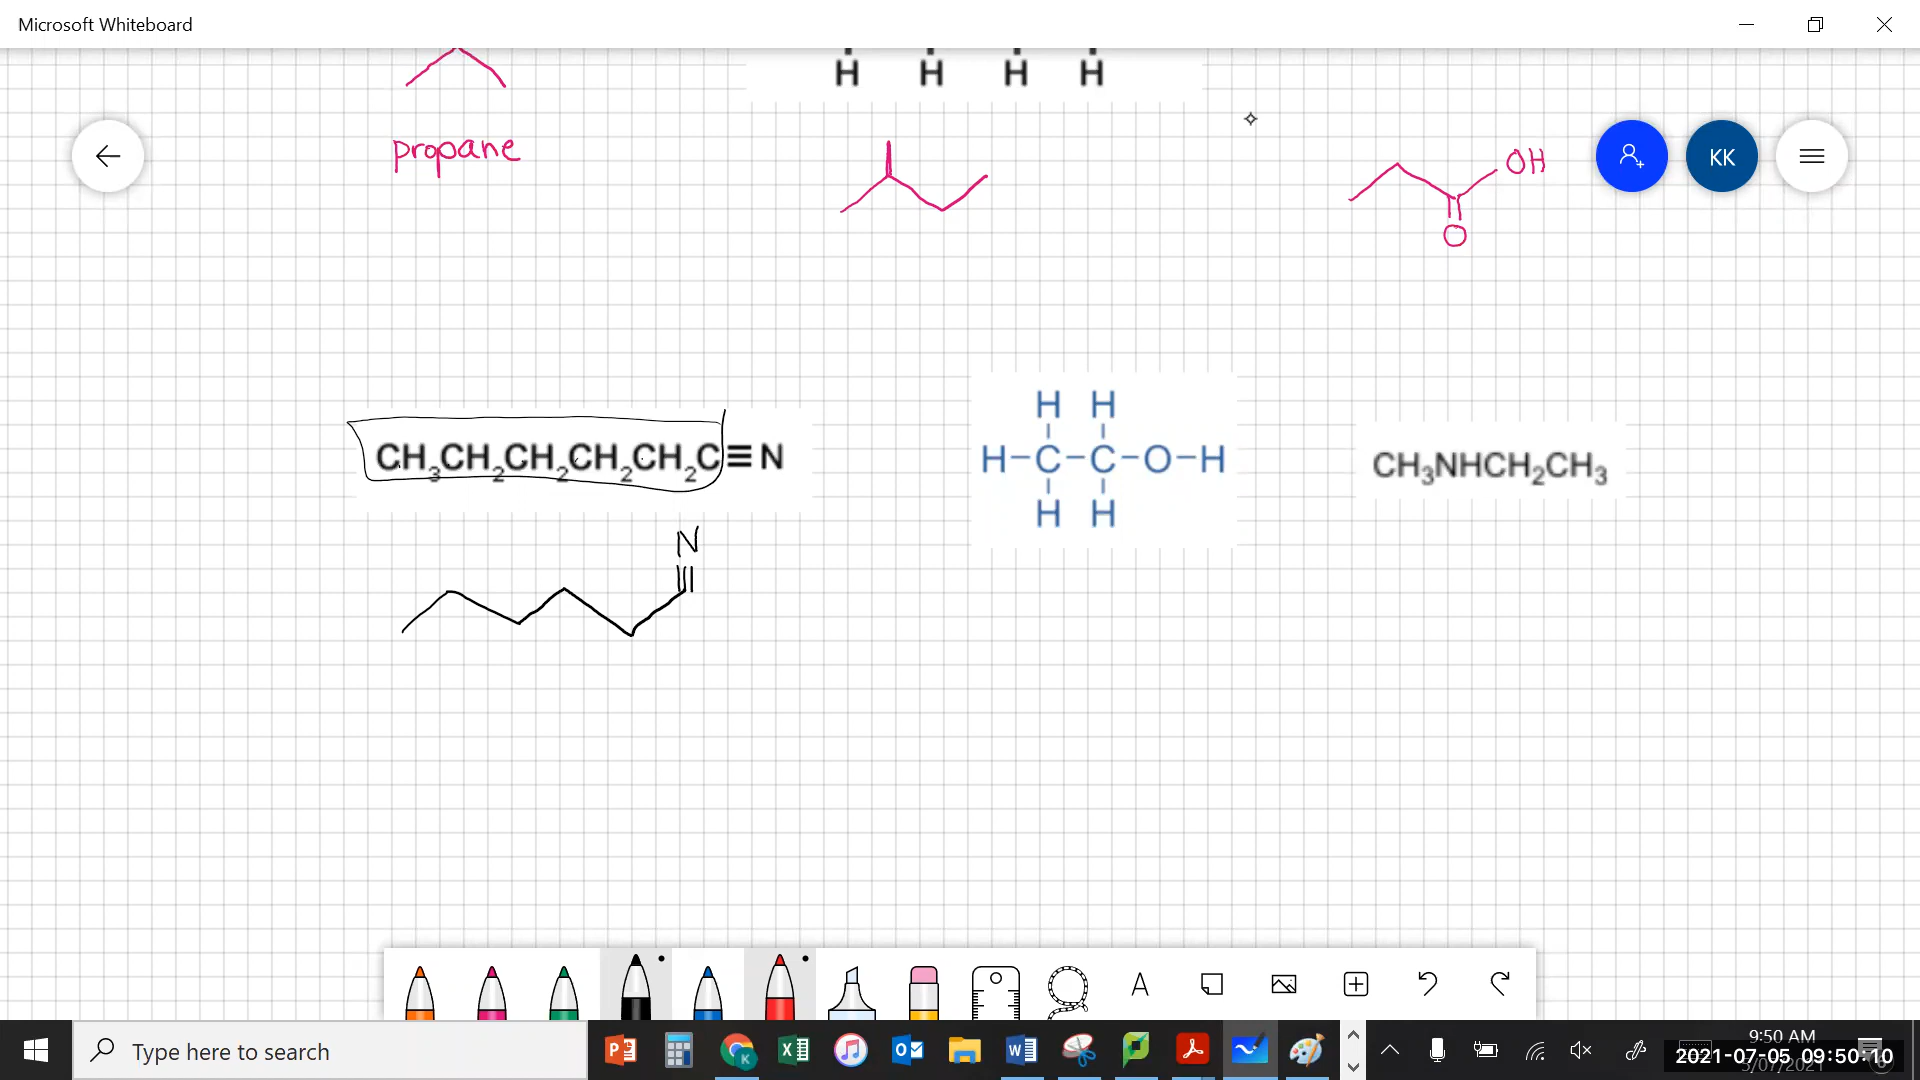 Microsoft Whiteboard
H H H H
propane
OH
O
KK
CH₃CH₂CH₂CH₂CH₂C≡N
H H
H-C-C-O-H
H H
CH₃NHCH₂CH₃
N
A
Type here to search
9:50 AM
2021-07-05 09:50:10